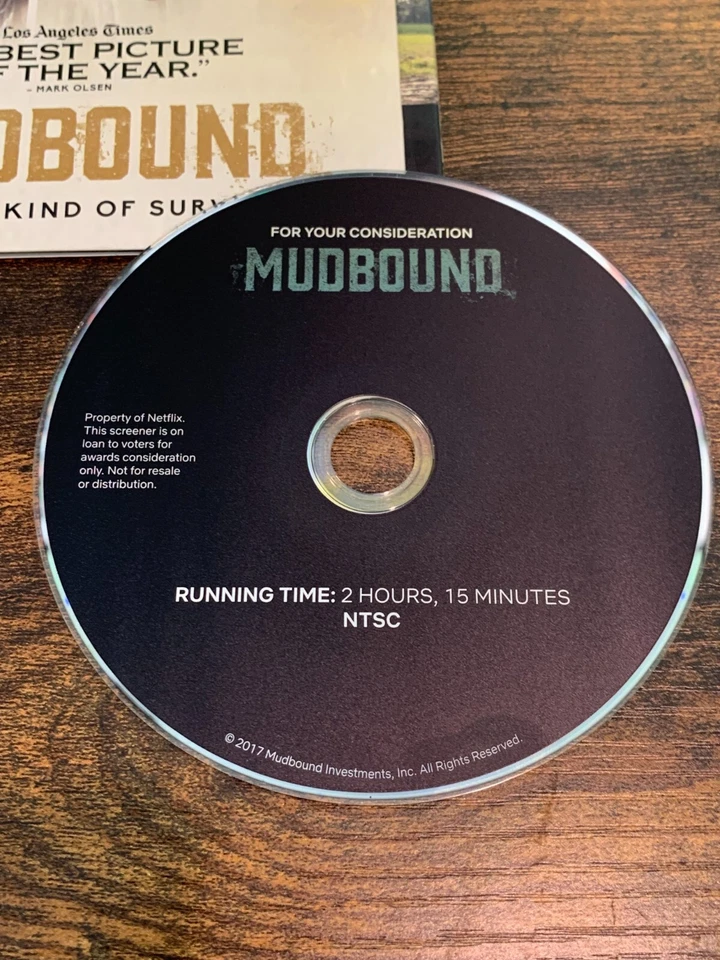 Los Angeles Times
BEST PICTURE
THE YEAR.”
– MARK OLSEN
DBOUND
KIND OF
FOR YOUR CONSIDERATION
MUDBOUND
Property of Netflix.
This screener is on
loan to voters for
awards consideration
only. Not for resale
or distribution.
RUNNING TIME: 2 HOURS, 15 MINUTES
NTSC
© 2017 Mudbound Investments, Inc. All Rights Reserved.